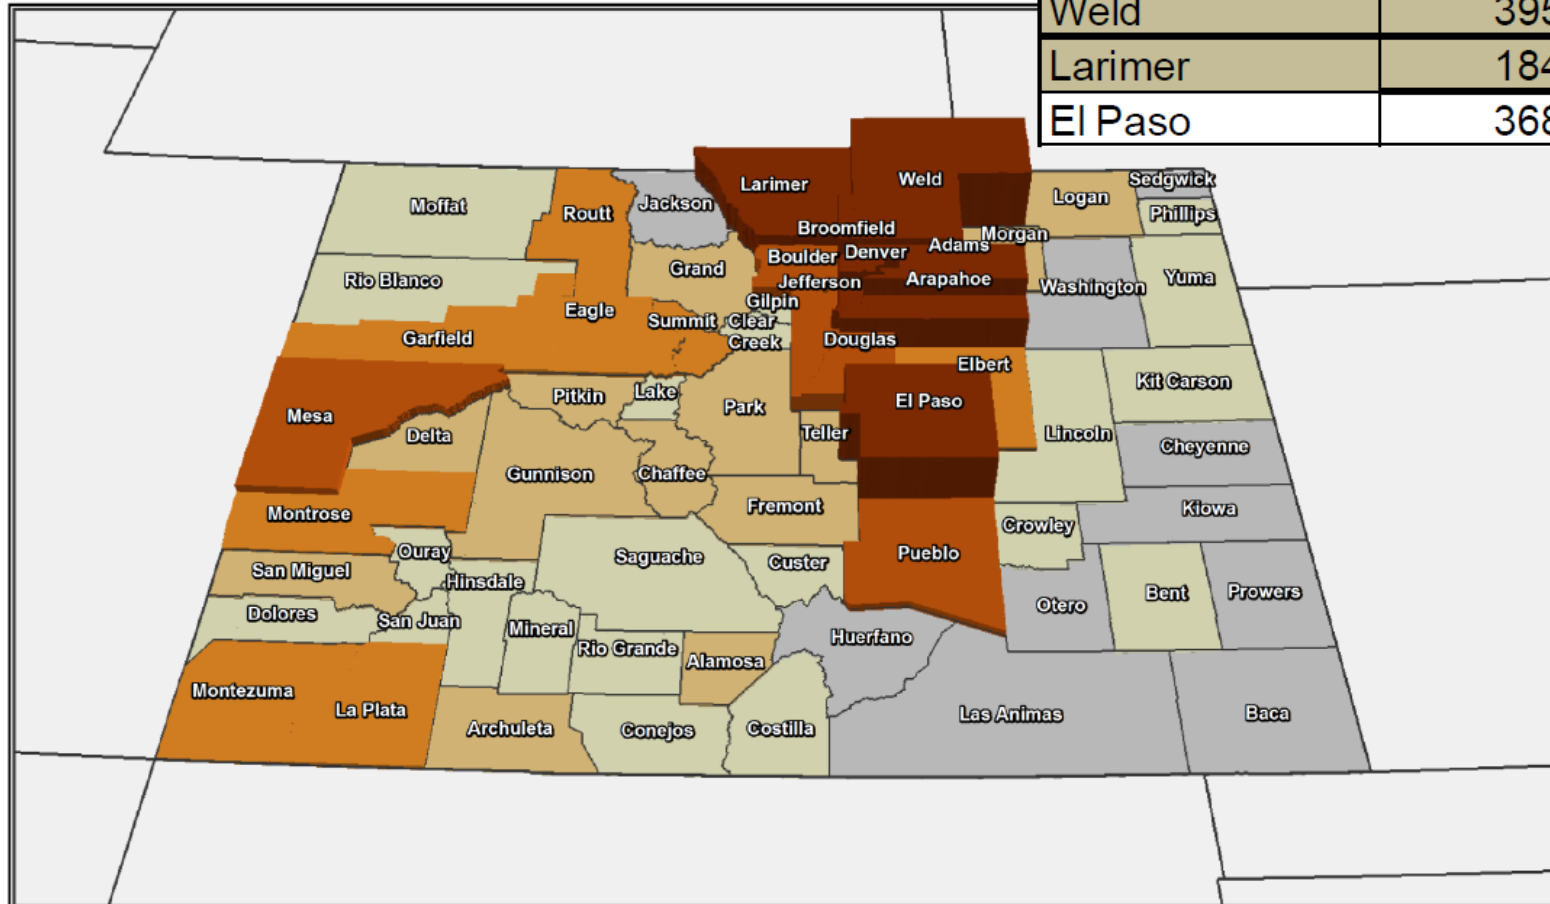 Weld 395
Larimer 184
El Paso 368
Larimer
Weld
Sedgwick
Moffat
Routt
Jackson
Logan
Phillips
Broomfield
Morgan
Boulder
Denver
Adams
Grand
Jefferson
Arapahoe
Washington
Yuma
Rio Blanco
Gilpin
Eagle
Summit
Clear
Creek
Garfield
Douglas
Elbert
Kit Carson
Pitkin
Lake
Park
El Paso
Mesa
Delta
Teller
Lincoln
Cheyenne
Gunnison
Chaffee
Fremont
Kiowa
Montrose
Crowley
Ouray
Saguache
Custer
Pueblo
San Miguel
Hinsdale
Bent
Prowers
Otero
Dolores
San Juan
Mineral
Rio Grande
Huerfano
Alamosa
Montezuma
La Plata
Archuleta
Conejos
Costilla
Las Animas
Baca